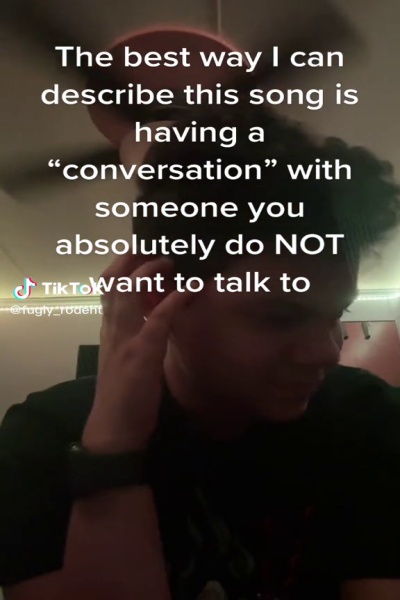 The best way I can
describe this song is
having a
“conversation” with
someone you
absolutely do NOT
want to talk to
TikTok
@fugly_rodent